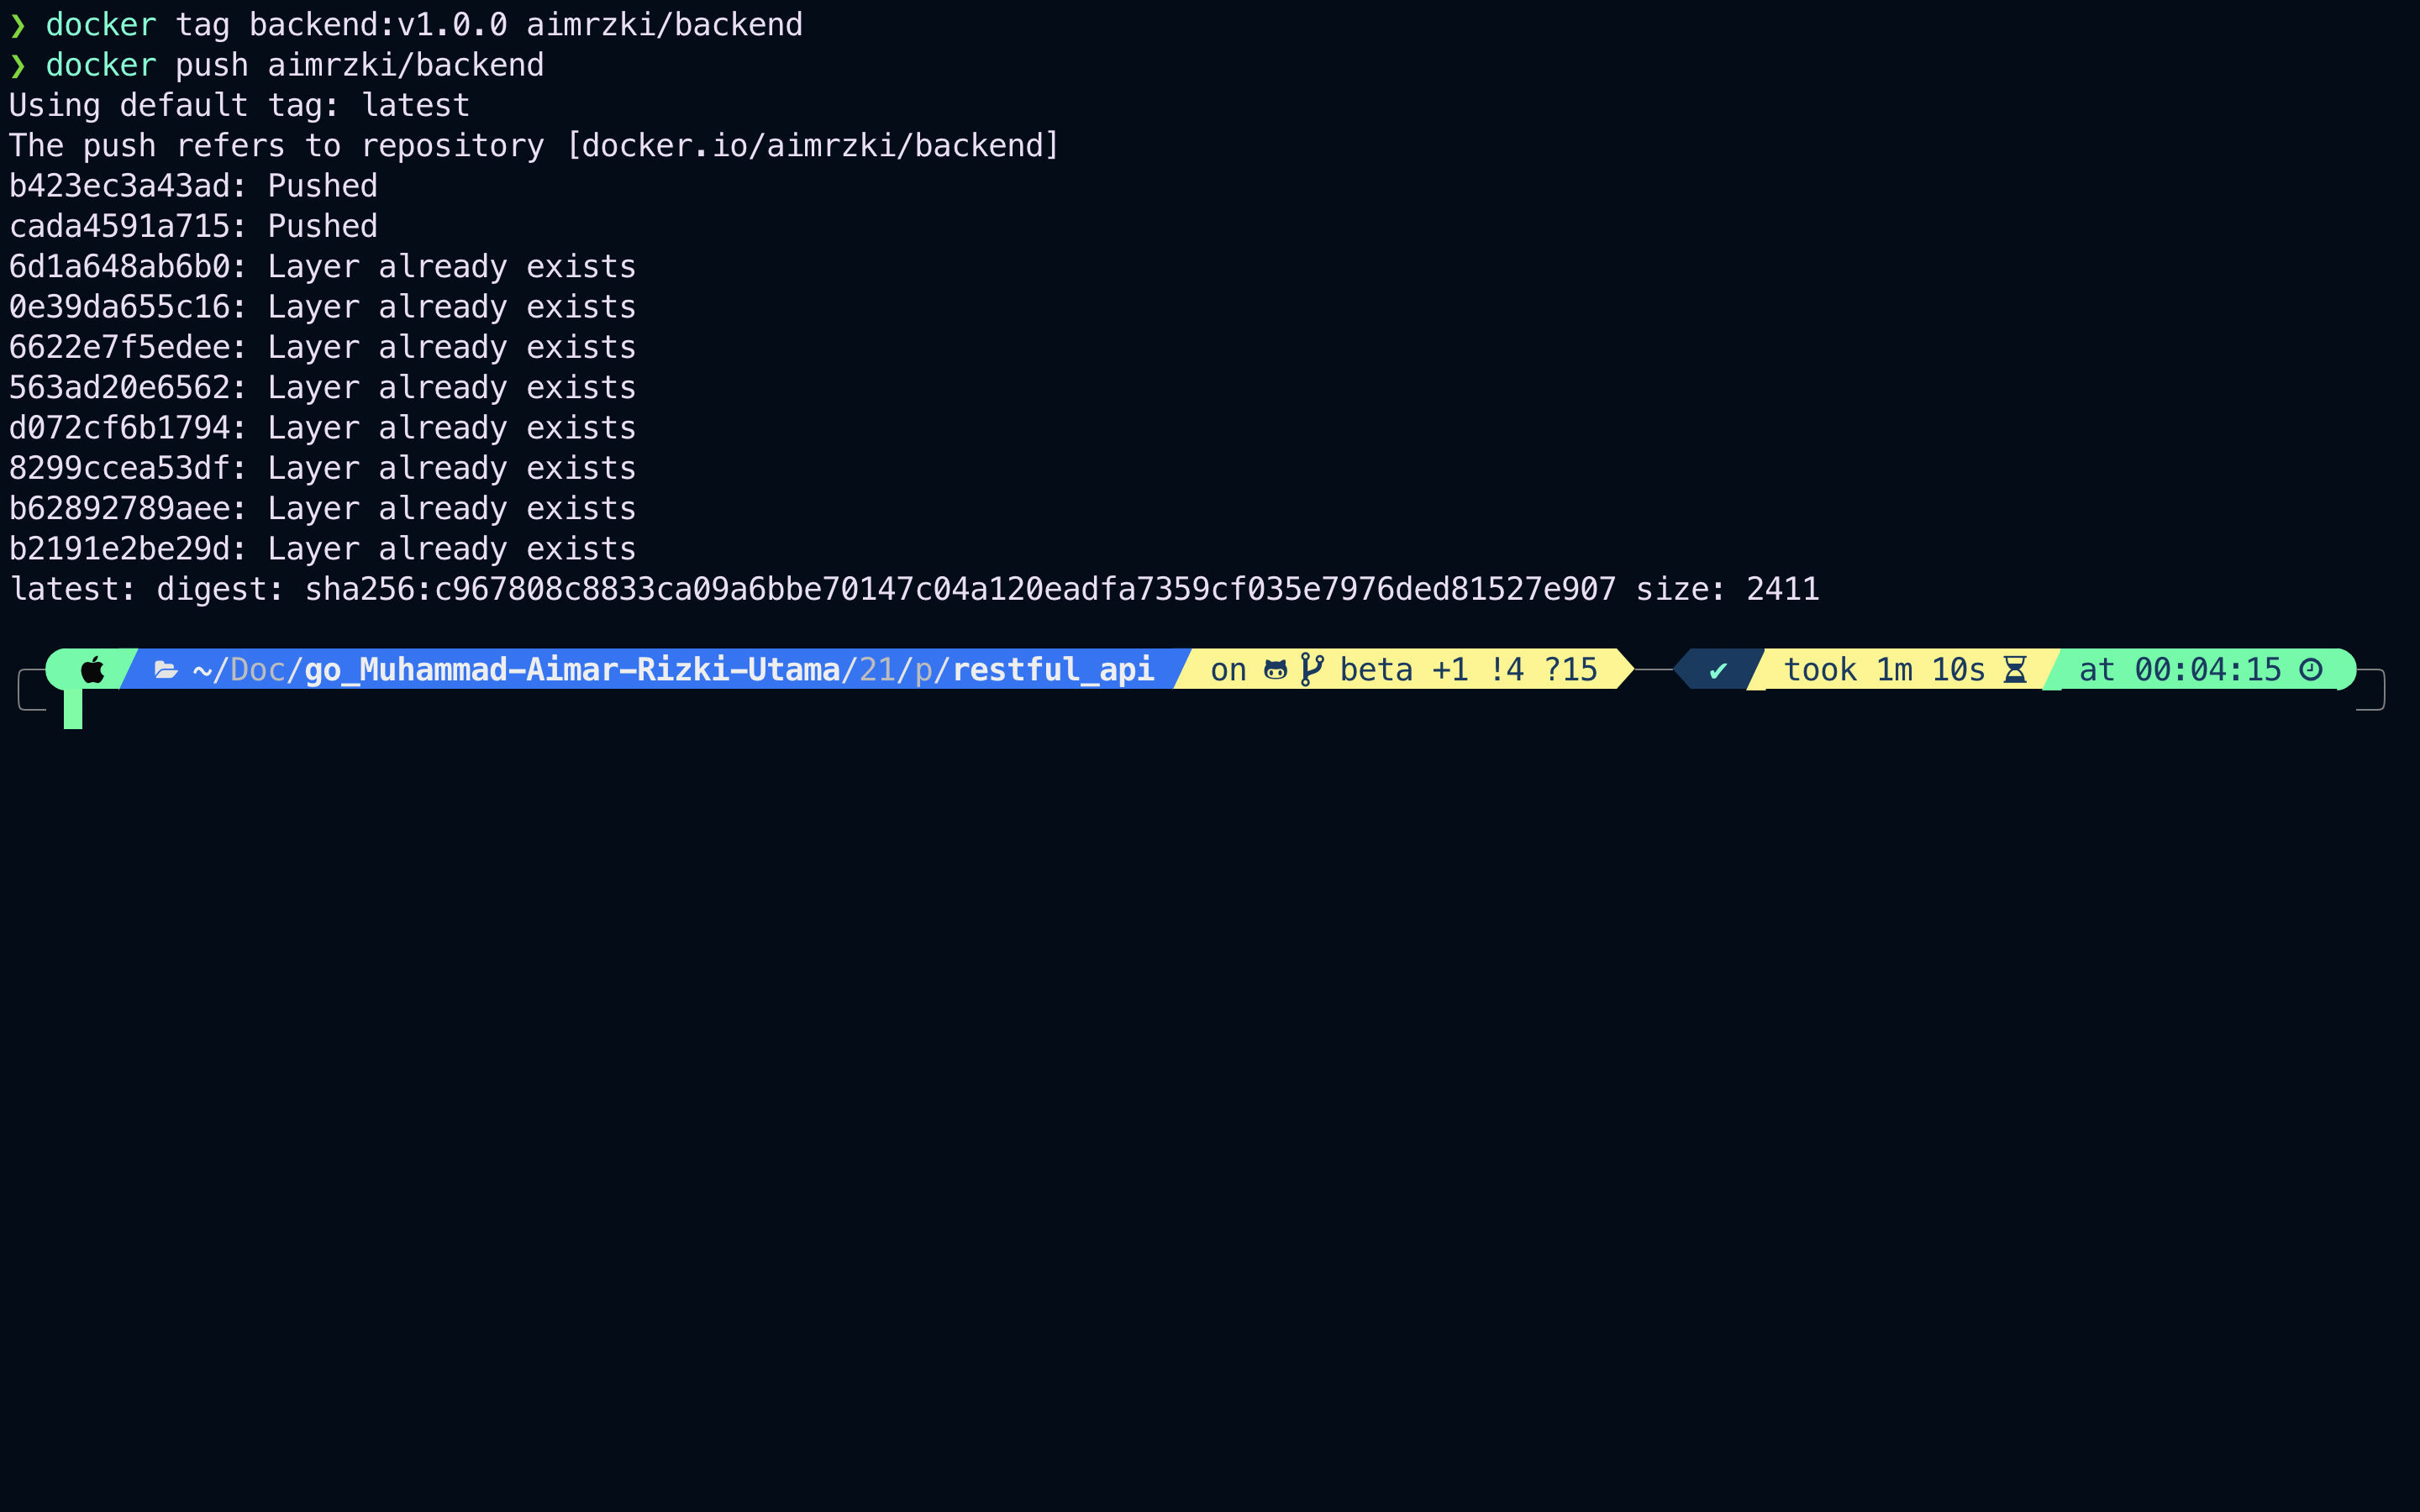 ❯ docker tag backend:v1.0.0 aimrzki/backend
❯ docker push aimrzki/backend
Using default tag: latest
The push refers to repository [docker.io/aimrzki/backend]
b423ec3a43ad: Pushed
cada4591a715: Pushed
6d1a648ab6b0: Layer already exists
0e39da655c16: Layer already exists
6622e7f5edee: Layer already exists
563ad20e6562: Layer already exists
d072cf6b1794: Layer already exists
8299ccea53df: Layer already exists
b62892789aee: Layer already exists
b2191e2be29d: Layer already exists
latest: digest: sha256:c967808c8833ca09a6bbe70147c04a120eadfa7359cf035e7976ded81527e907 size: 2411
~/Doc/go_Muhammad-Aimar-Rizki-Utama/21/p/restful_api on beta +1 !4 ?15 ✔ took 1m 10s at 00:04:15